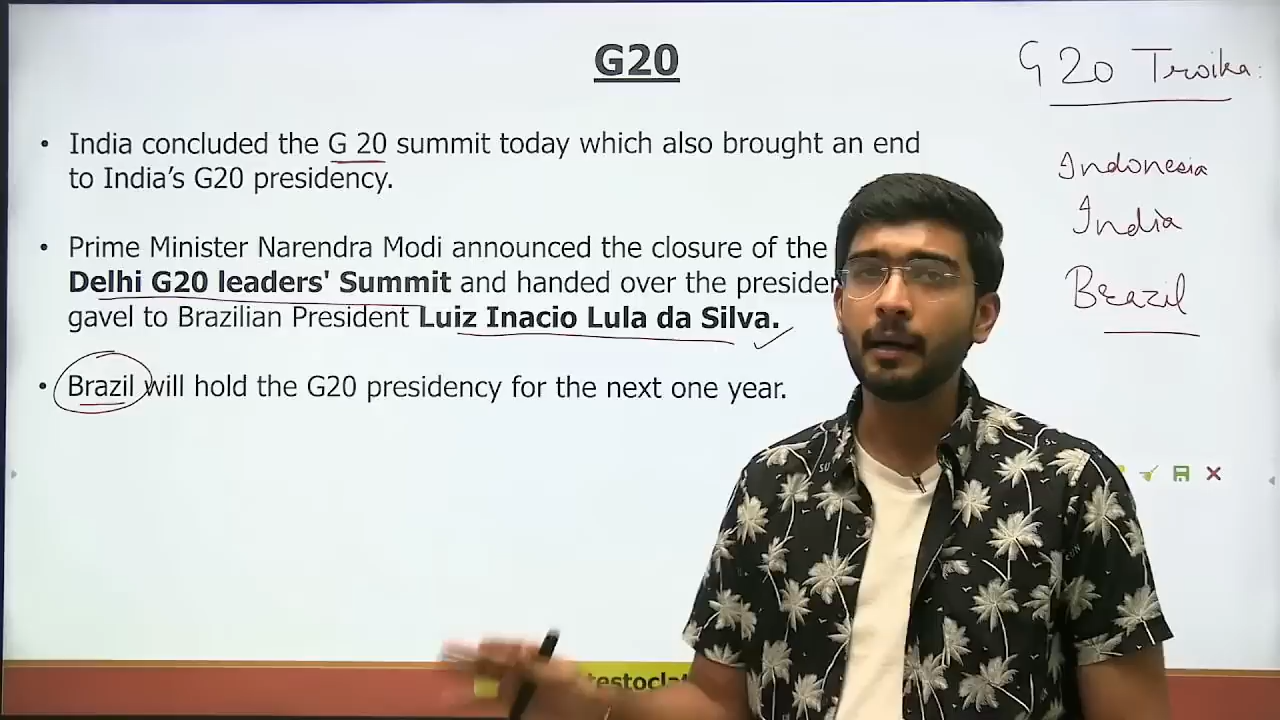 G20
G 20 Troika:
• India concluded the G 20 summit today which also brought an end
to India’s G20 presidency.
Indonesia
India
Brazil
• Prime Minister Narendra Modi announced the closure of the
Delhi G20 leaders' Summit and handed over the
gavel to Brazilian President Luiz Inacio Lula da Silva.
• Brazil will hold the G20 presidency for the next one year.